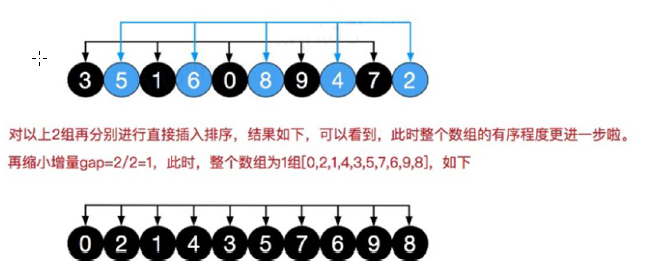 3 5 1 6 0 8 9 4 7 2
对以上2组再分别进行直接插入排序，结果如下，可以看到，此时整个数组的有序程度更进一步啦。
再缩小增量gap=2/2=1，此时，整个数组为1组[0,2,1,4,3,5,7,6,9,8]，如下
0 2 1 4 3 5 7 6 9 8